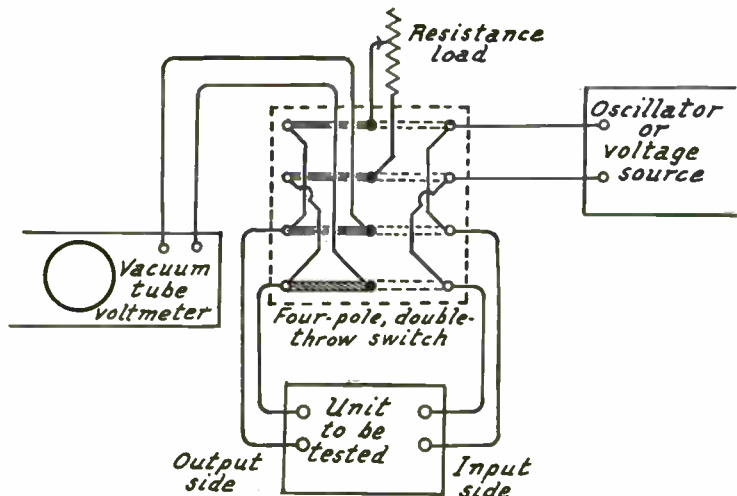 Resistance
load
Oscillator
or
voltage
source
Vacuum
tube
voltmeter
Four-pole, double-
throw switch
Unit
to be
tested
Output
side
Input
side